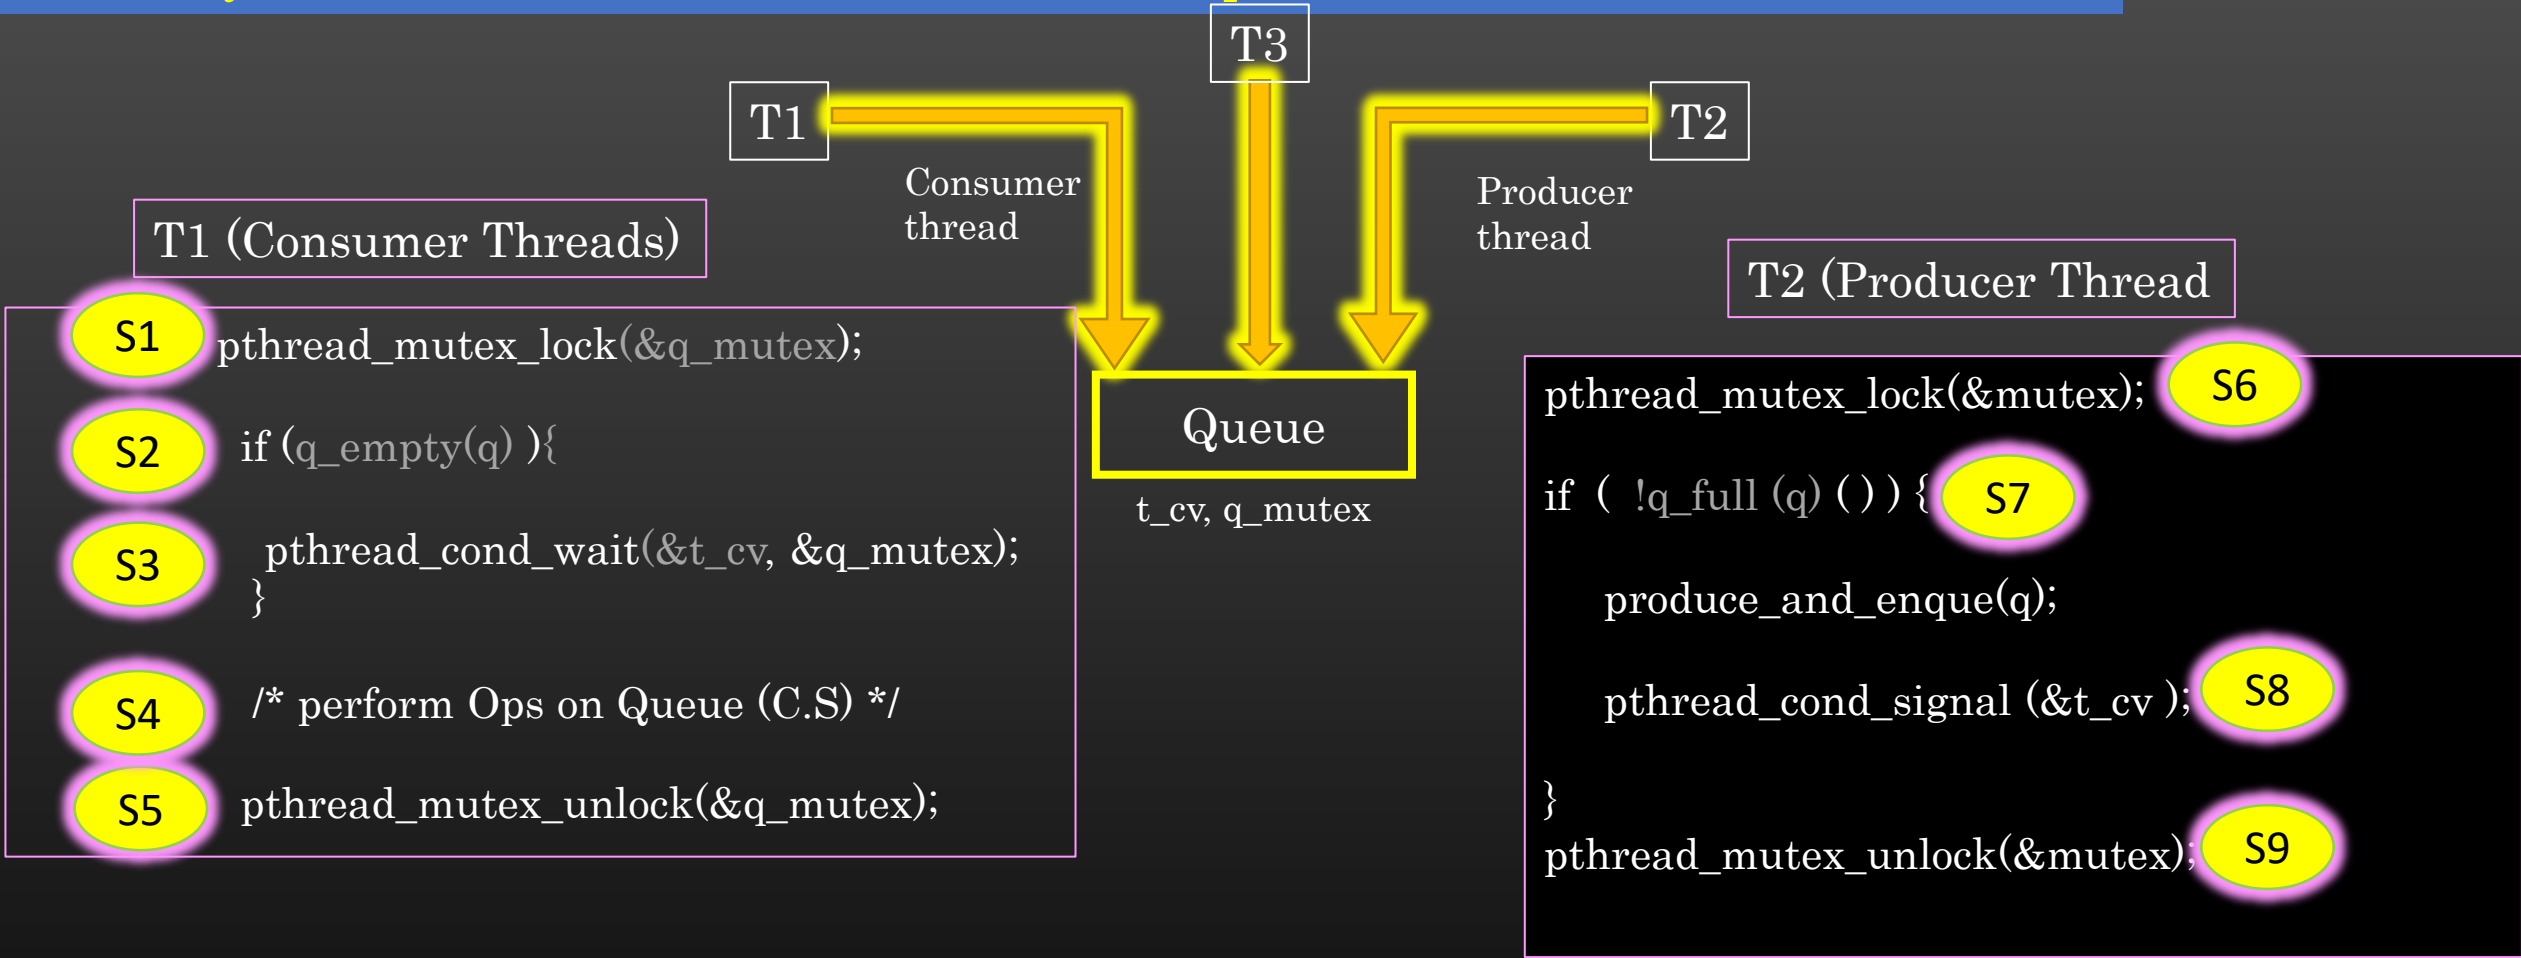 T3
T1
T2
Consumer
thread
Producer
thread
T1 (Consumer Threads)
T2 (Producer Thread
S1 pthread_mutex_lock(&q_mutex);
S2 if (q_empty(q) ){
S3 pthread_cond_wait(&t_cv, &q_mutex);
}
S4 /* perform Ops on Queue (C.S) */
S5 pthread_mutex_unlock(&q_mutex);
Queue
t_cv, q_mutex
pthread_mutex_lock(&mutex); S6
if ( !q_full (q) ( ) ) { S7
produce_and_enque(q);
pthread_cond_signal (&t_cv ); S8
}
pthread_mutex_unlock(&mutex); S9